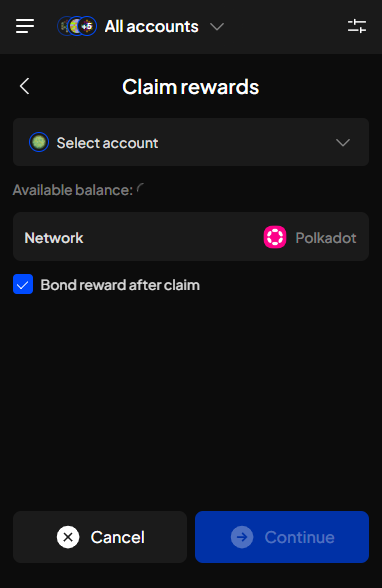 +5 All accounts
Claim rewards
Select account
Available balance:
Network Polkadot
Bond reward after claim
Cancel Continue